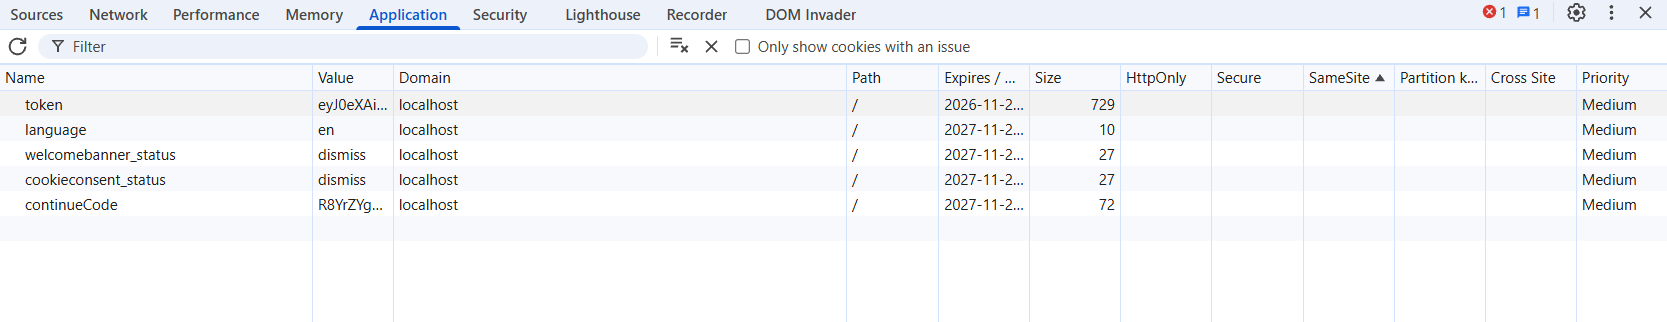 Sources Network Performance Memory Application Security Lighthouse Recorder DOM Invader 1 1
Filter Only show cookies with an issue
Name Value Domain Path Expires / ... Size HttpOnly Secure SameSite Partition k... Cross Site Priority
token eyJ0eXAi... localhost / 2026-11-2... 729 Medium
language en localhost / 2027-11-2... 10 Medium
welcomebanner_status dismiss localhost / 2027-11-2... 27 Medium
cookieconsent_status dismiss localhost / 2027-11-2... 27 Medium
continueCode R8YrZYg... localhost / 2027-11-2... 72 Medium